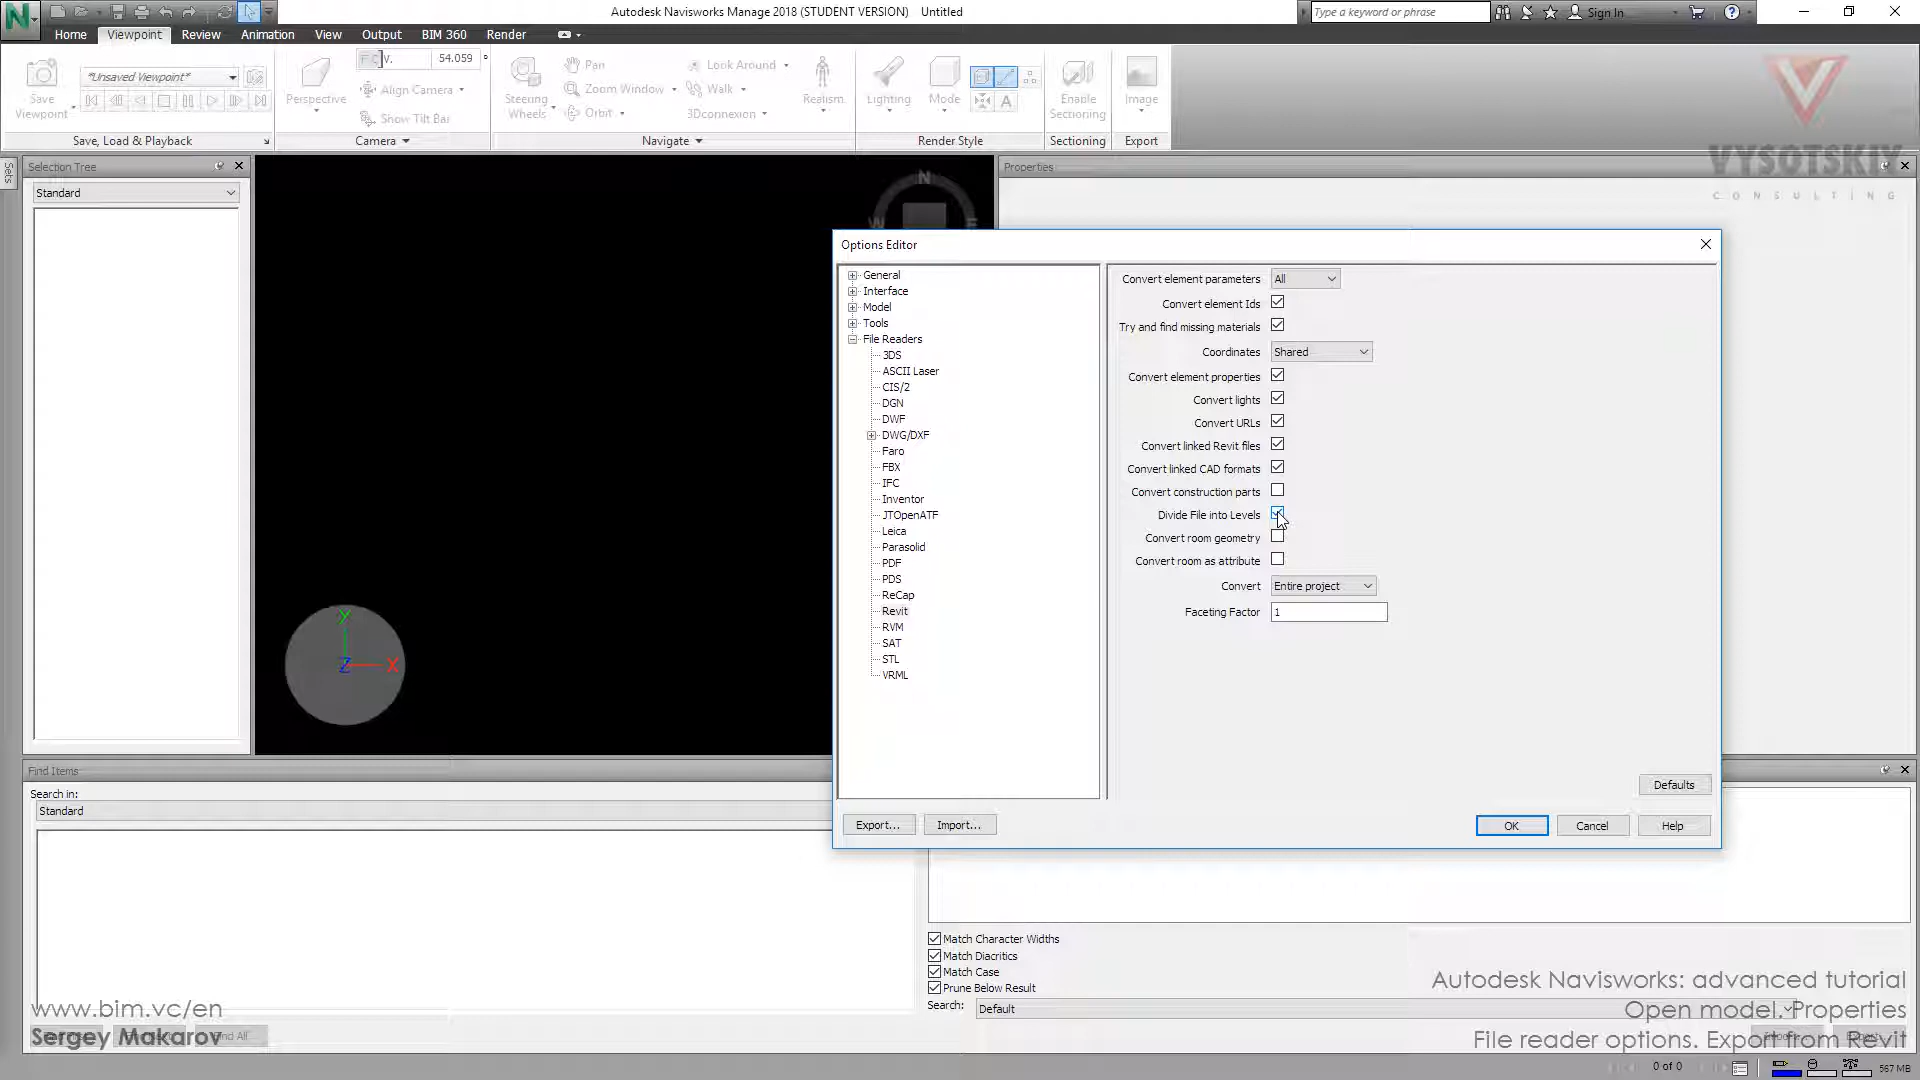 Autodesk Navisworks Manage 2018 (STUDENT VERSION) Untitled
Type a keyword or phrase
Sign In
Home Viewpoint Review Animation View Output BIM 360 Render
*Unsaved Viewpoint*
Save Viewpoint
Save, Load & Playback
Perspective
V. 54.059 °
Align Camera
Show Tilt Bar
Camera
Steering Wheels
Pan
Zoom Window
Orbit
Look Around
Walk
3Dconnexion
Navigate
Realism
Lighting
Mode
Render Style
Enable Sectioning
Sectioning
Image
Export
VYSOTSKIY
CONSULTING
Sets
Selection Tree
Standard
Properties
N
W E
Y
Z X
Options Editor
General
Interface
Model
Tools
File Readers
3DS
ASCII Laser
CIS/2
DGN
DWF
DWG/DXF
Faro
FBX
IFC
Inventor
JTOpenATF
Leica
Parasolid
PDF
PDS
ReCap
Revit
RVM
SAT
STL
VRML
Convert element parameters All
Convert element Ids
Try and find missing materials
Coordinates Shared
Convert element properties
Convert lights
Convert URLs
Convert linked Revit files
Convert linked CAD formats
Convert construction parts
Divide File into Levels
Convert room geometry
Convert room as attribute
Convert Entire project
Faceting Factor 1
Defaults
Export... Import... OK Cancel Help
Find Items
Search in:
Standard
Match Character Widths
Match Diacritics
Match Case
Prune Below Result
Search: Default
www.bim.vc/en
Sergey Makarov
Autodesk Navisworks: advanced tutorial
Open model. Properties
File reader options. Export from Revit
0 of 0
567 MB